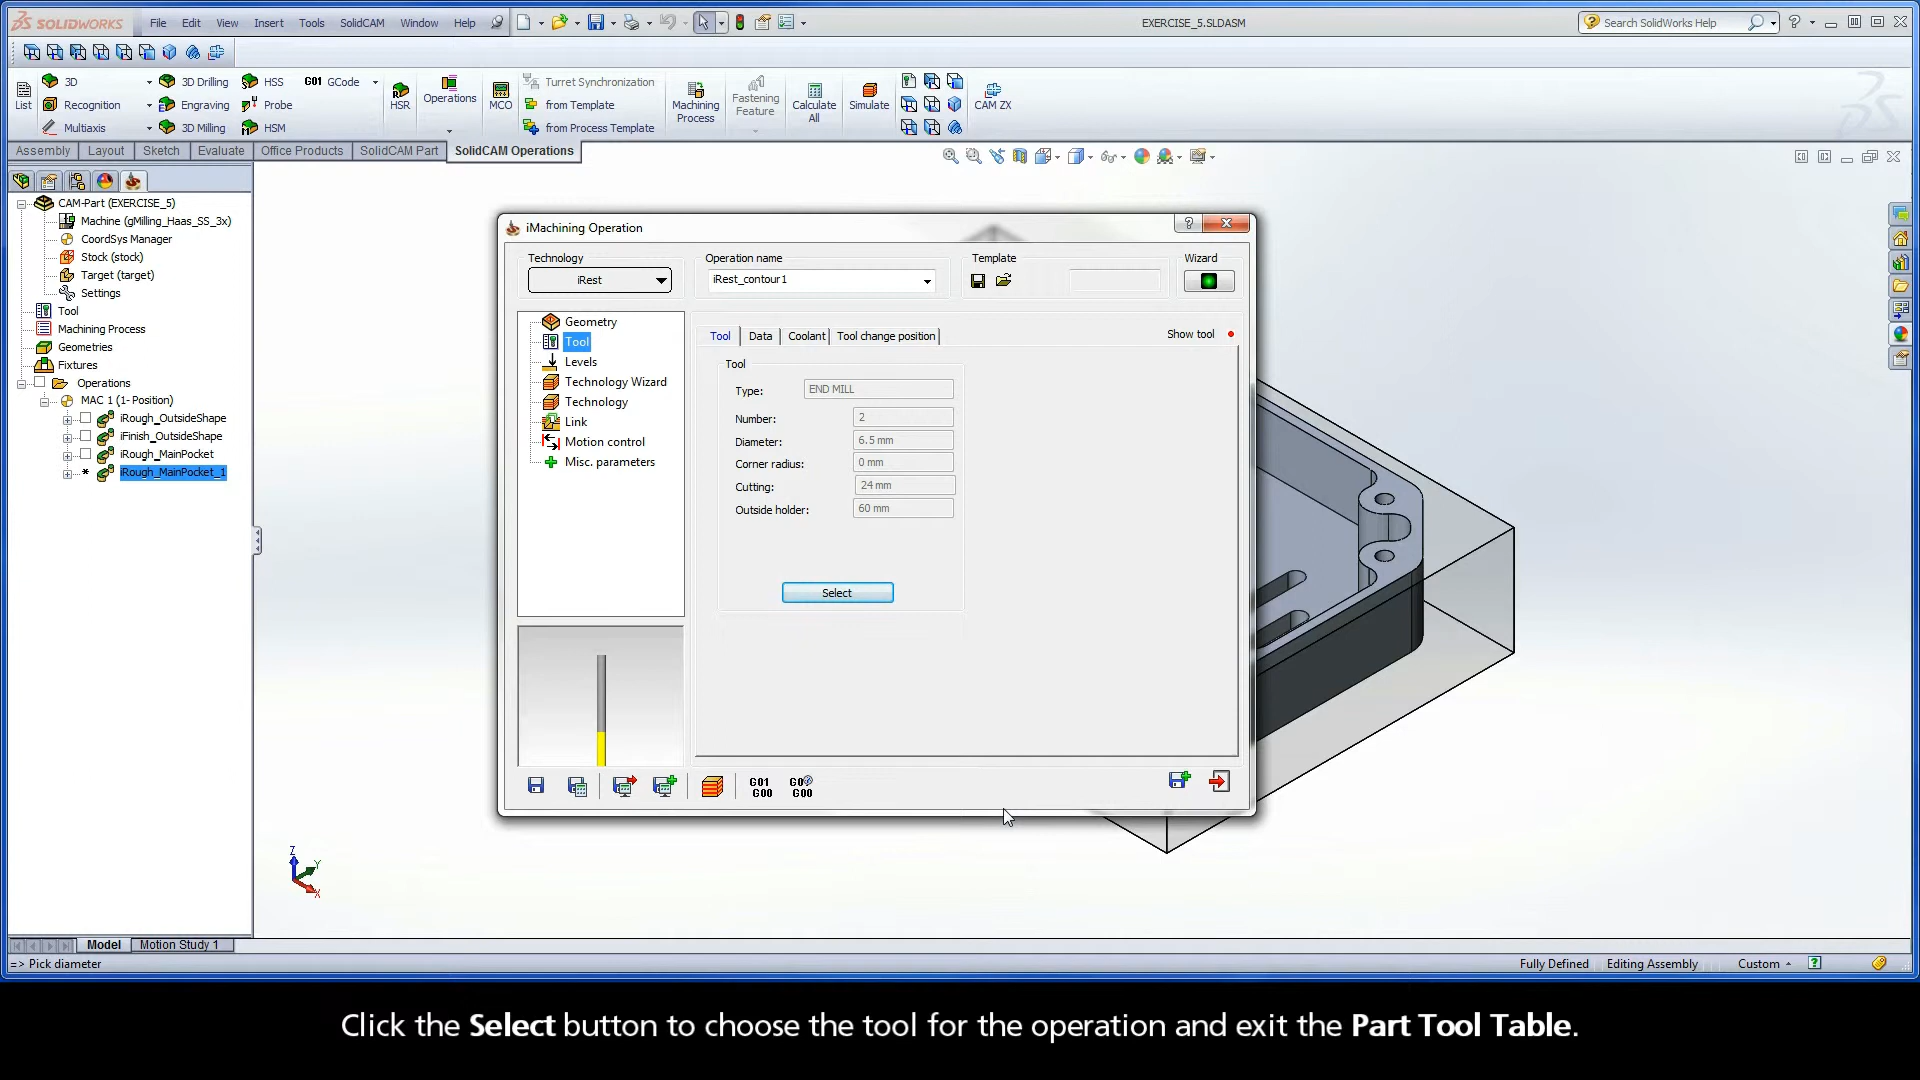 SOLIDWORKS File Edit View Insert Tools SolidCAM Window Help EXERCISE_5.SLDASM Search SolidWorks Help
3D 3D Drilling HSS G01 GCode Turret Synchronization
List Recognition Engraving Probe HSR Operations MCO from Template Machining Process Fastening Feature Calculate All Simulate CAM ZX
Multiaxis 3D Milling HSM from Process Template
Assembly Layout Sketch Evaluate Office Products SolidCAM Part SolidCAM Operations
CAM-Part (EXERCISE_5)
Machine (gMilling_Haas_SS_3x)
CoordSys Manager
Stock (stock)
Target (target)
Settings
Tool
Machining Process
Geometries
Fixtures
Operations
MAC 1 (1- Position)
iRough_OutsideShape
iFinish_OutsideShape
iRough_MainPocket
* iRough_MainPocket_1
iMachining Operation
Technology Operation name Template Wizard
iRest iRest_contour1
Geometry
Tool
Levels
Technology Wizard
Technology
Link
Motion control
Misc. parameters
Tool Data Coolant Tool change position Show tool
Tool
Type: END MILL
Number: 2
Diameter: 6.5 mm
Corner radius: 0 mm
Cutting: 24 mm
Outside holder: 60 mm
Select
G01 G00
G00
Z
Y
X
Model Motion Study 1
=> Pick diameter Fully Defined Editing Assembly Custom
Click the Select button to choose the tool for the operation and exit the Part Tool Table.